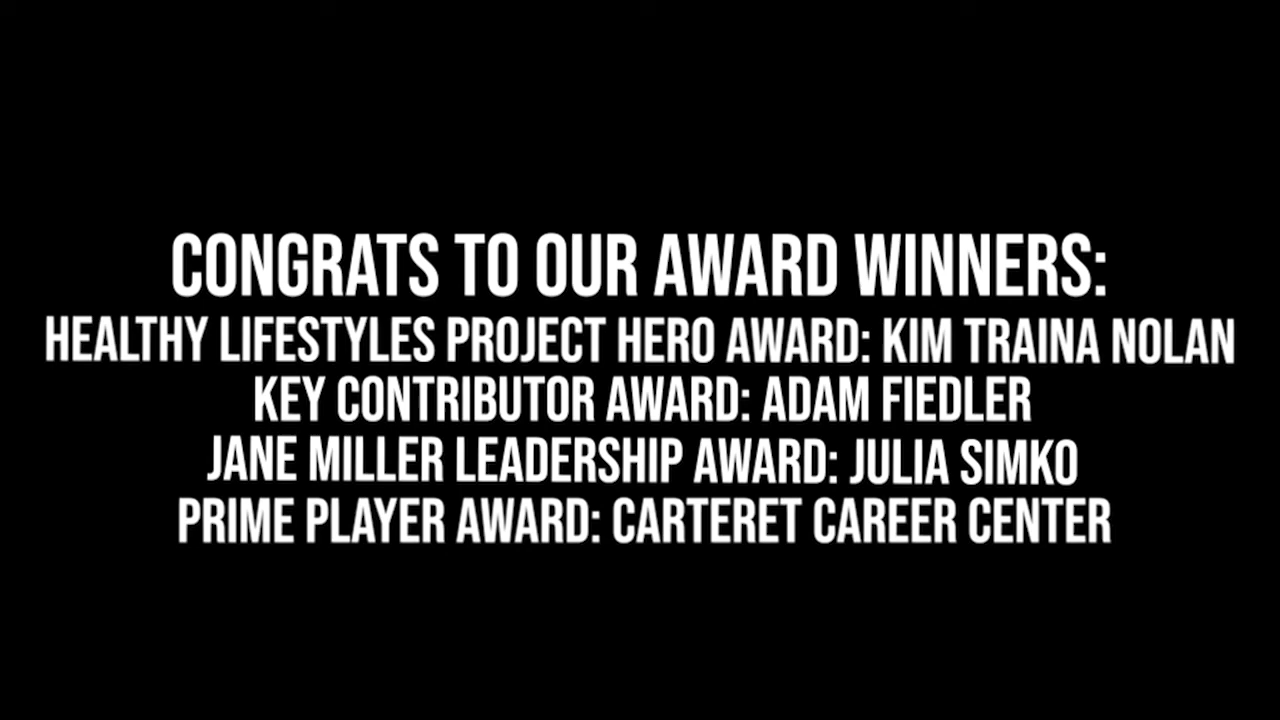 CONGRATS TO OUR AWARD WINNERS:
HEALTHY LIFESTYLES PROJECT HERO AWARD: KIM TRAINA NOLAN
KEY CONTRIBUTOR AWARD: ADAM FIEDLER
JANE MILLER LEADERSHIP AWARD: JULIA SIMKO
PRIME PLAYER AWARD: CARTERET CAREER CENTER